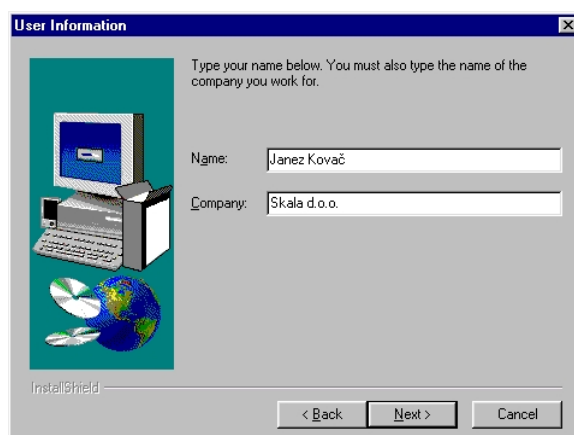 User Information
Type your name below. You must also type the name of the
company you work for.
Name: Janez Kovač
Company: Skala d.o.o.
InstallShield
< Back Next > Cancel